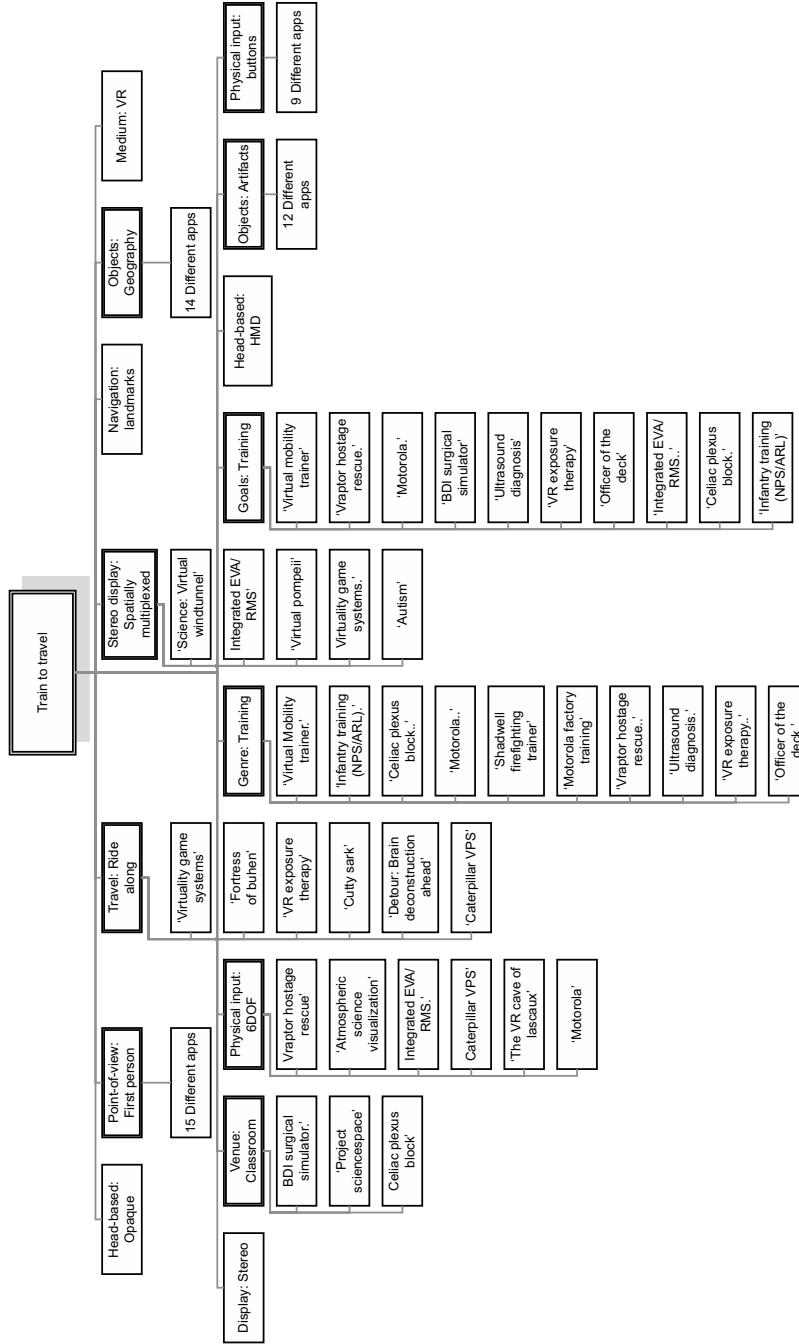 Train to travel
Head-based:
Opaque
Point-of-view:
First person
15 Different apps
Travel: Ride
along
‘Virtuality game
systems’
‘Fortress
of buhen’
‘VR exposure
therapy’
‘Cutty sark’
‘Detour: Brain
deconstruction
ahead’
‘Caterpillar VPS’
Stereo display:
Spatially
multiplexed
‘Science: Virtual
windtunnel’
Integrated EVA/
RMS’
‘Virtual pompeii’
Virtuality game
systems.’
‘Autism’
Navigation:
landmarks
Objects:
Geography
14 Different apps
Medium: VR
Display: Stereo
Venue:
Classroom
BDI surgical
simulator.’
‘Project
sciencespace’
Celiac plexus
block’
Physical input:
6DOF
Vraptor hostage
rescue’
‘Atmospheric
science
visualization’
Integrated EVA/
RMS.’
Caterpillar VPS’
‘The VR cave of
lascaux’
‘Motorola’
Genre: Training
‘Virtual Mobility
trainer.’
‘Infantry training
(NPS/ARL).’
‘Celiac plexus
block..’
‘Motorola..’
‘Shadwell
firefighting
trainer’
‘Motorola factory
training’
‘Vraptor hostage
rescue..’
‘Ultrasound
diagnosis.’
‘VR exposure
therapy..’
‘Officer of the
deck.’
Goals: Training
‘Virtual mobility
trainer’
‘Vraptor hostage
rescue.’
‘Motorola.’
‘BDI surgical
simulator’
‘Ultrasound
diagnosis’
‘VR exposure
therapy’
‘Officer of the
deck’
‘Integrated EVA/
RMS..’
‘Celiac plexus
block.’
‘Infantry training
(NPS/ARL)’
Head-based:
HMD
Objects: Artifacts
12 Different
apps
Physical input:
buttons
9 Different apps